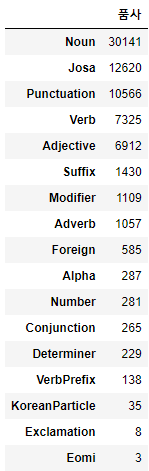 품사
Noun 30141
Josa 12620
Punctuation 10566
Verb 7325
Adjective 6912
Suffix 1430
Modifier 1109
Adverb 1057
Foreign 585
Alpha 287
Number 281
Conjunction 265
Determiner 229
VerbPrefix 138
KoreanParticle 35
Exclamation 8
Eomi 3